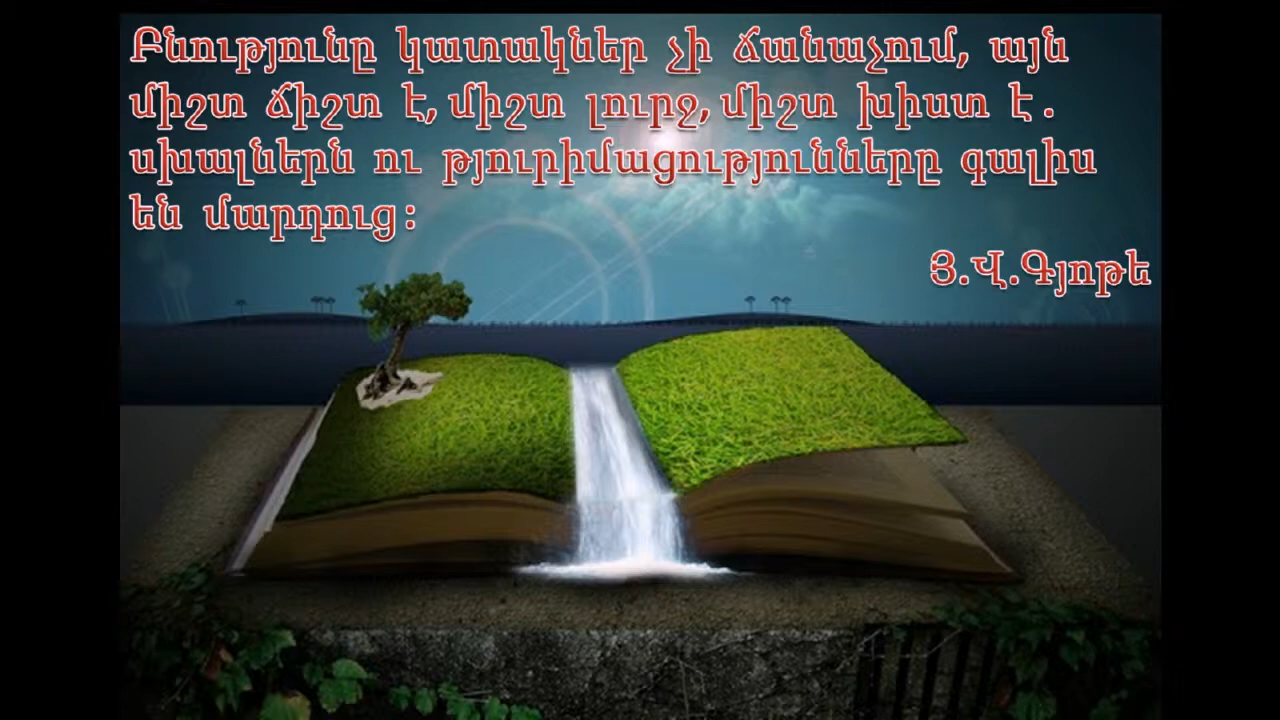 Բնությունը կատակներ չի ճանաչում, այն
միշտ ճիշտ է, միշտ լուրջ, միշտ խիստ է .
սխալներն ու թյուրիմացությունները գալիս
են մարդուց :
Յ.Վ.Գյոթե